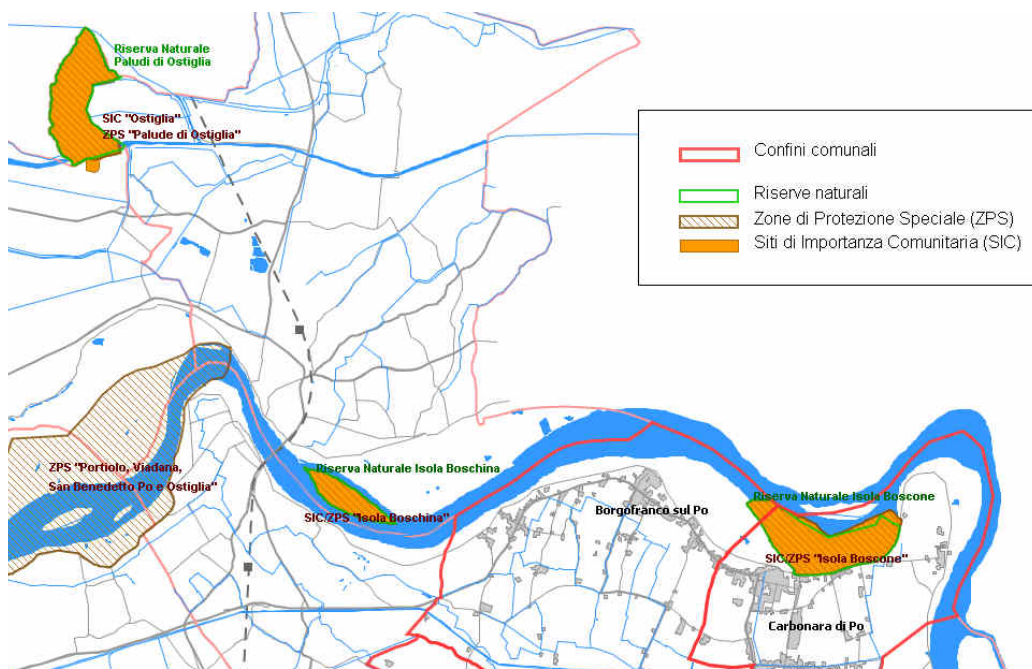 Riserva Naturale
Paludi di Ostiglia
SIC "Ostiglia"
ZPS "Palude di Ostiglia"
Confini comunali
Riserve naturali
Zone di Protezione Speciale (ZPS)
Siti di Importanza Comunitaria (SIC)
ZPS "Portiolo, Viadana,
San Benedetto Po e Ostiglia"
Riserva Naturale Isola Boschina
SIC/ZPS "Isola Boschina"
Borgofranco sul Po
Riserva Naturale Isola Boscone
SIC/ZPS "Isola Boscone"
Carbonara di Po